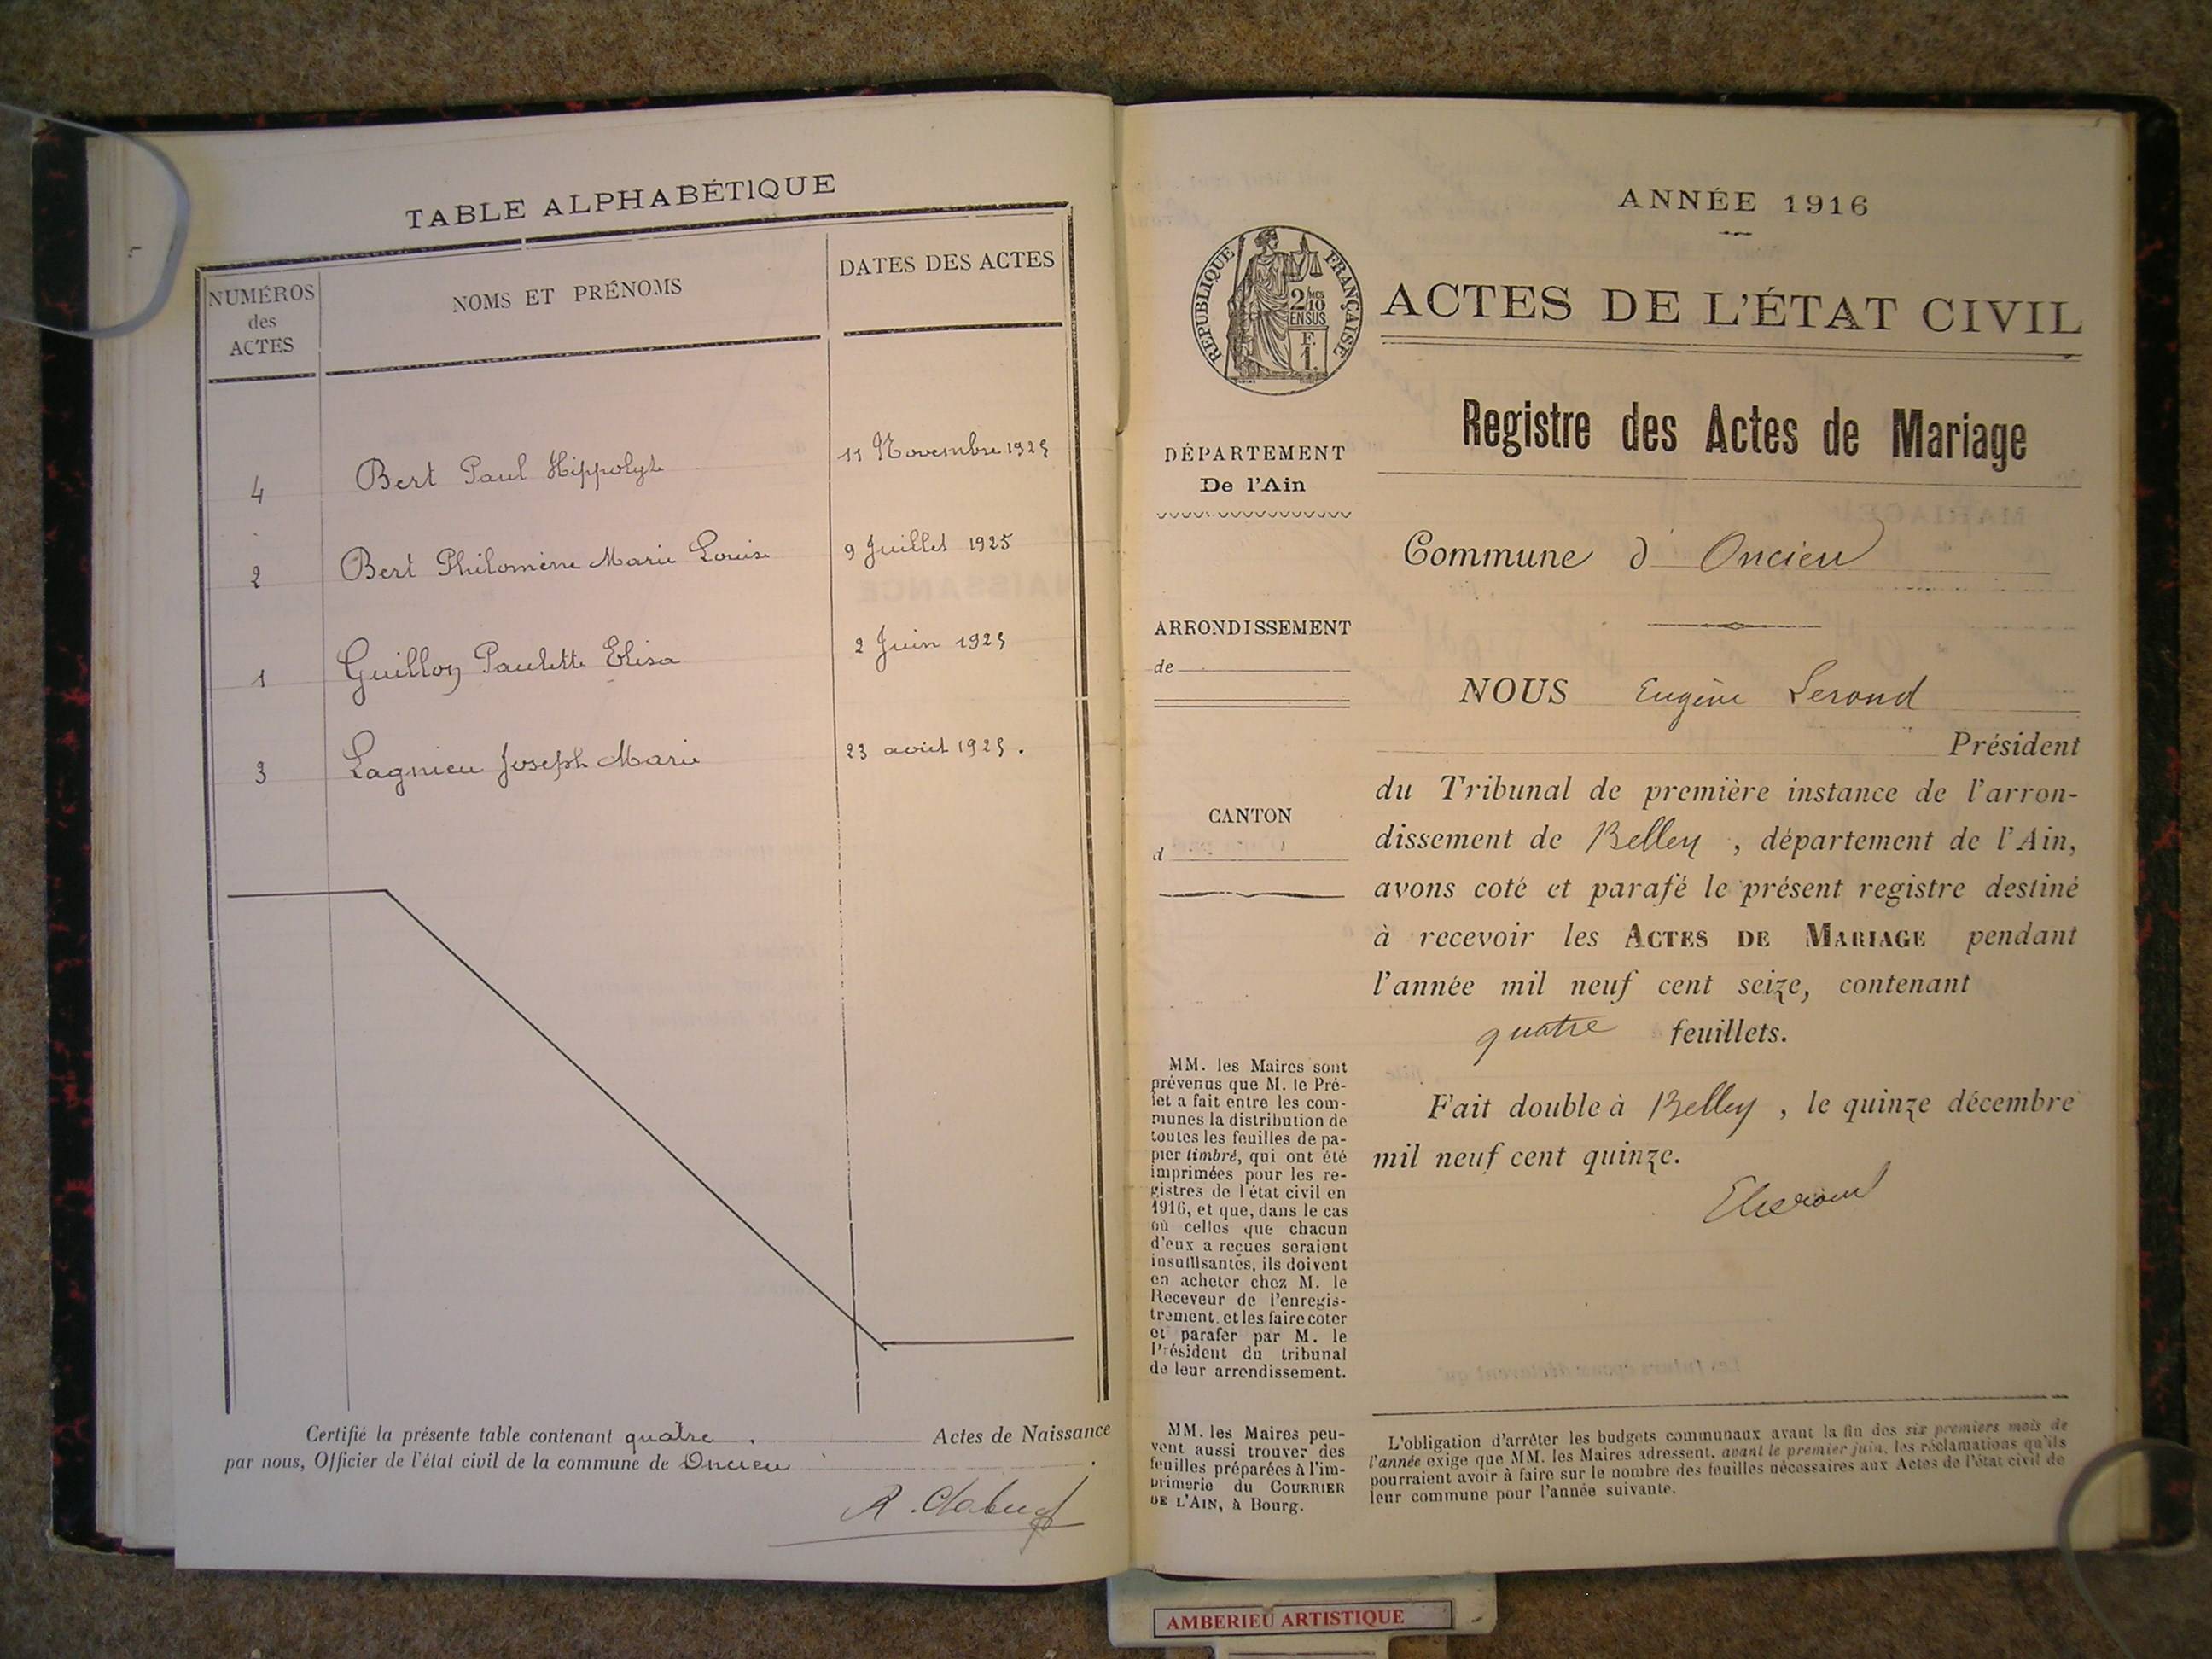 TABLE ALPHABÉTIQUE
NUMÉROS
des
ACTES
NOMS ET PRÉNOMS
DATES DES ACTES
4 Bert Paul Hippolyte 11 Novembre 1925
2 Bert Philomène Marie Louise 9 Juillet 1925
1 Guillon Paulette Elisa 2 Juin 1925
3 Lagnieu Joseph Marie 23 août 1925.
Certifié la présente table contenant quatre Actes de Naissance
par nous, Officier de l'état civil de la commune de Oncieu
ANNÉE 1916
RÉPUBLIQUE FRANÇAISE
2/10
EN SUS
F.
1.
ACTES DE L'ÉTAT CIVIL
Registre des Actes de Mariage
DÉPARTEMENT
De l'Ain
ARRONDISSEMENT
de
CANTON
d
MM. les Maires sont
prévenus que M. le Pré-
fet a fait entre les com-
munes la distribution de
toutes les feuilles de pa-
pier timbré, qui ont été
imprimées pour les re-
gistres de l'état civil en
1916, et que, dans le cas
où celles que chacun
d'eux a reçues seraient
insuffisantes, ils doivent
en acheter chez M. le
Receveur de l'enregis-
trement, et les faire coter
et parafer par M. le
Président du tribunal
de leur arrondissement.
MM. les Maires peu-
vent aussi trouver des
feuilles préparées à l'im-
primerie du COURRIER
DE L'AIN, à Bourg.
Commune d' Oncieu
NOUS Eugène Lerond
Président
du Tribunal de première instance de l'arron-
dissement de Belley, département de l'Ain,
avons coté et parafé le présent registre destiné
à recevoir les ACTES DE MARIAGE pendant
l'année mil neuf cent seize, contenant
quatre feuillets.
Fait double à Belley, le quinze décembre
mil neuf cent quinze.
L'obligation d'arrêter les budgets communaux avant la fin des six premiers mois de
l'année exige que MM. les Maires adressent, avant le premier juin, les réclamations qu'ils
pourraient avoir à faire sur le nombre des feuilles nécessaires aux Actes de l'état civil de
leur commune pour l'année suivante.
AMBERIEU ARTISTIQUE